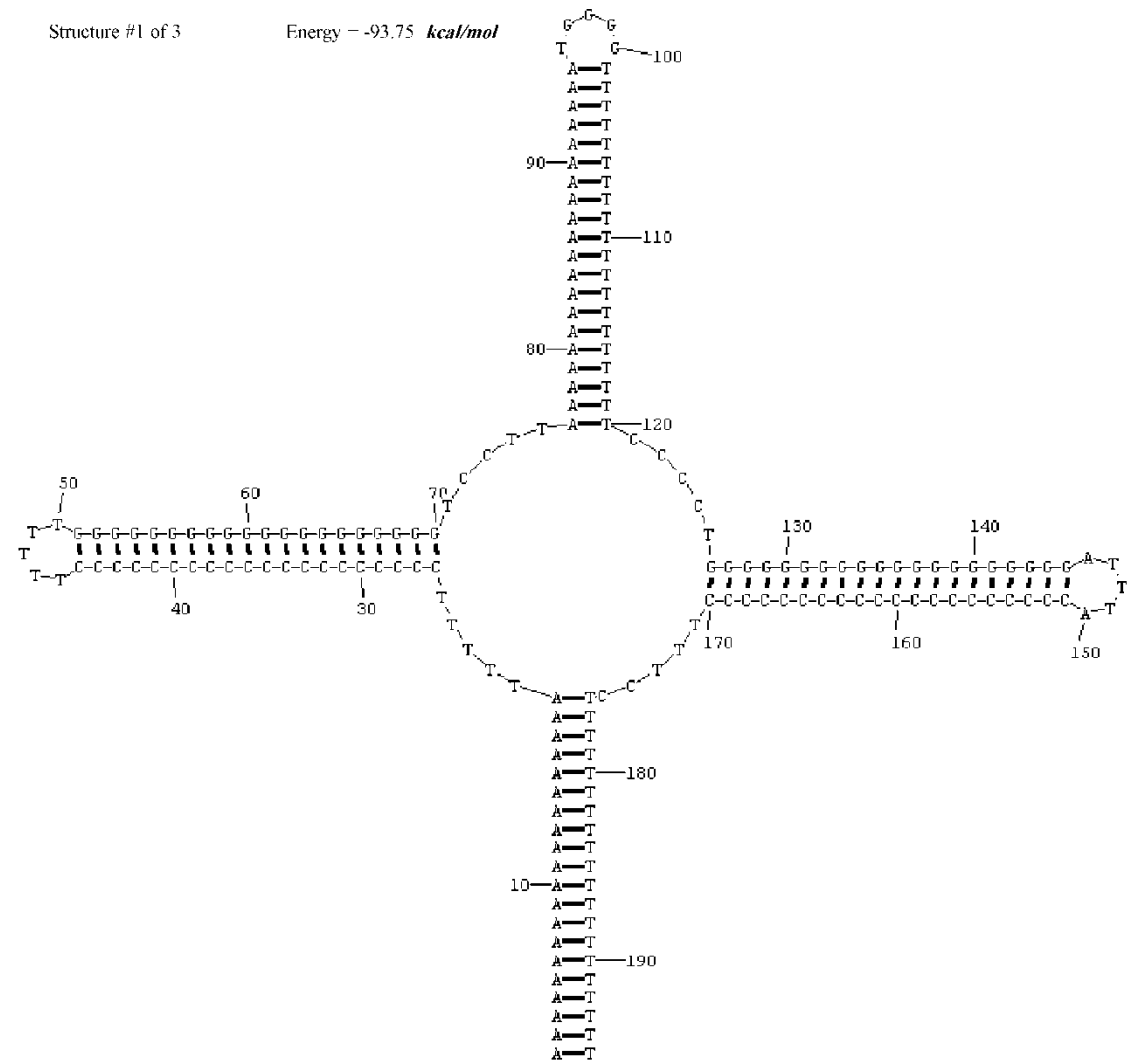 Structure #1 of 3 Energy = -93.75 kcal/mol
G
G G
T G 100
A T
A T
A T
A T
A T
90 A T
A T
A T
A T
A T 110
A T
A T
A T
A T
A T
80 A T
A T
A T
A T
T T A T 120
C C
C C
C C
50 60 70
T C
T T G-G-G-G-G-G-G-G-G-G-G-G-G-G-G-G-G-G-G-G T
T
T T C-C-C-C-C-C-C-C-C-C-C-C-C-C-C-C-C-C-C-C
40 30
130 140
G-G-G-G-G-G-G-G-G-G-G-G-G-G-G-G-G-G-G-G A T
T
C-C-C-C-C-C-C-C-C-C-C-C-C-C-C-C-C-C-C-C A T
170 160 150
T T
T T
T T
T C
T C
A T
A T
A T
A T
A T 180
A T
A T
A T
A T
A T
10 A T
A T
A T
A T
A T 190
A T
A T
A T
A T
A T